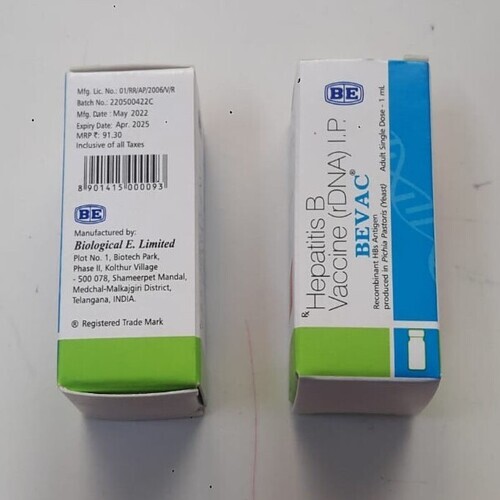 Mfg. Lic. No.: 01/RR/AP/2006/V/R
Batch No.: 220500422C
Mfg. Date : May 2022
Expiry Date: Apr. 2025
MRP ₹: 91.30
Inclusive of all Taxes
8 901415 000093
BE
Manufactured by:
Biological E. Limited
Plot No. 1, Biotech Park,
Phase II, Kolthur Village
- 500 078, Shameerpet Mandal,
Medchal-Malkajgiri District,
Telangana, INDIA.
® Registered Trade Mark
BE
℞ Hepatitis B
Vaccine (rDNA) I.P.
BEVAC®
Adult Single Dose - 1 mL
Recombinant HBs Antigen
produced in Pichia Pastoris (Yeast)